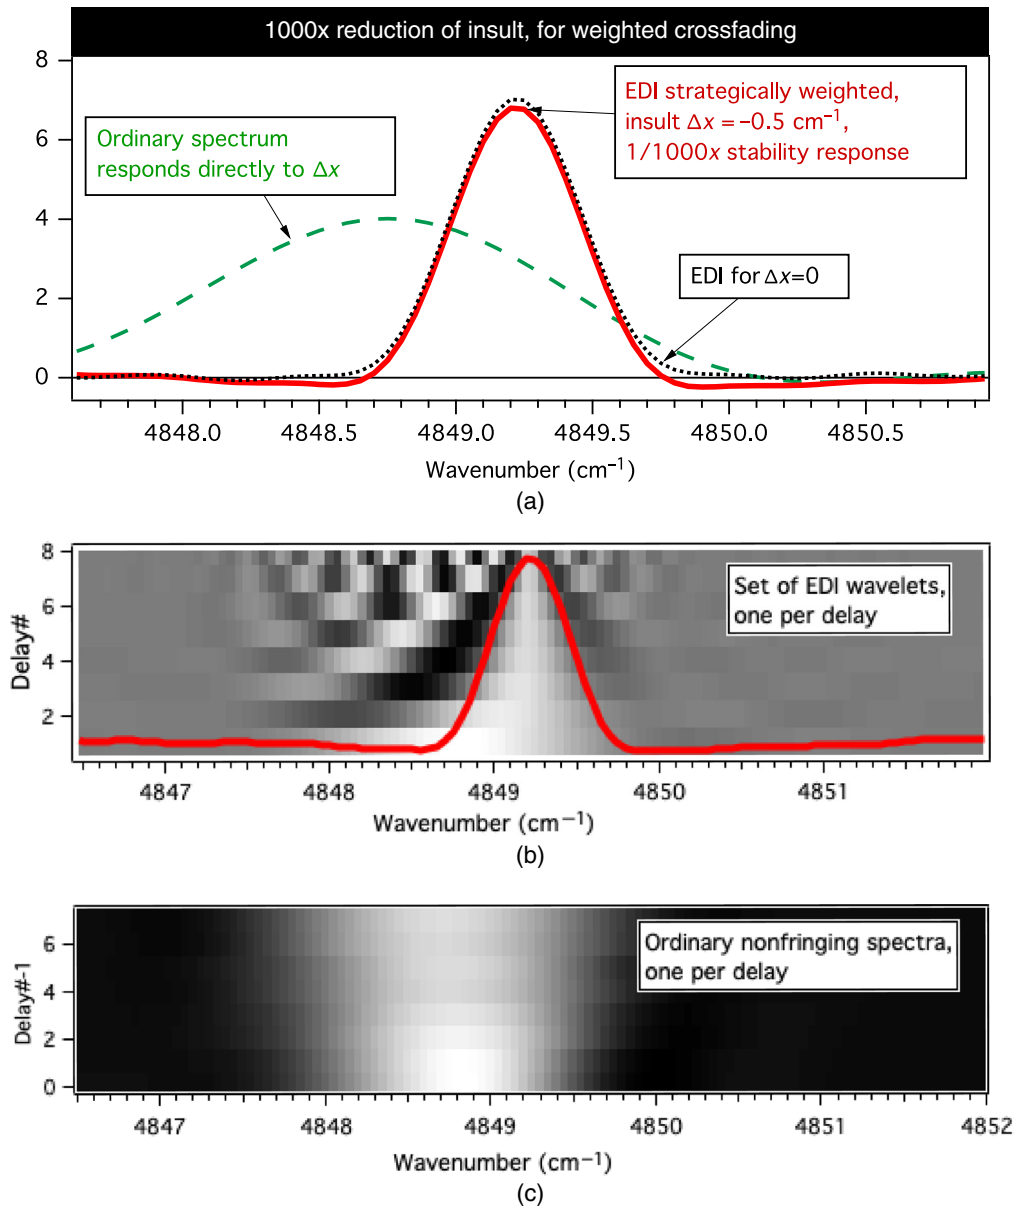 1000x reduction of insult, for weighted crossfading
8
6
4
2
0
EDI strategically weighted,
insult Δx = –0.5 cm⁻¹,
1/1000x stability response
Ordinary spectrum
responds directly to Δx
EDI for Δx=0
4848.0 4848.5 4849.0 4849.5 4850.0 4850.5
Wavenumber (cm⁻¹)
(a)
8
6
4
2
Delay#
Set of EDI wavelets,
one per delay
4847 4848 4849 4850 4851
Wavenumber (cm⁻¹)
(b)
6
4
2
0
Delay#-1
Ordinary nonfringing spectra,
one per delay
4847 4848 4849 4850 4851 4852
Wavenumber (cm⁻¹)
(c)